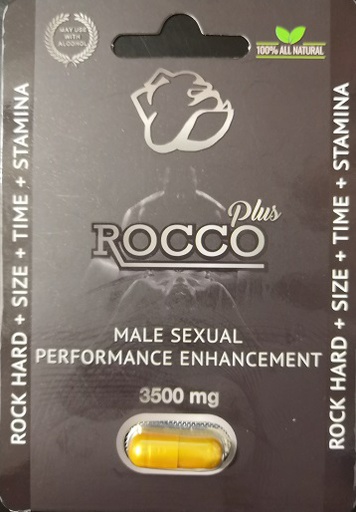 MAY USE
WITH
ALCOHOL
100% ALL NATURAL
ROCK HARD + SIZE + TIME + STAMINA
Plus
ROCCO
MALE SEXUAL
PERFORMANCE ENHANCEMENT
3500 mg
ROCK HARD + SIZE + TIME + STAMINA